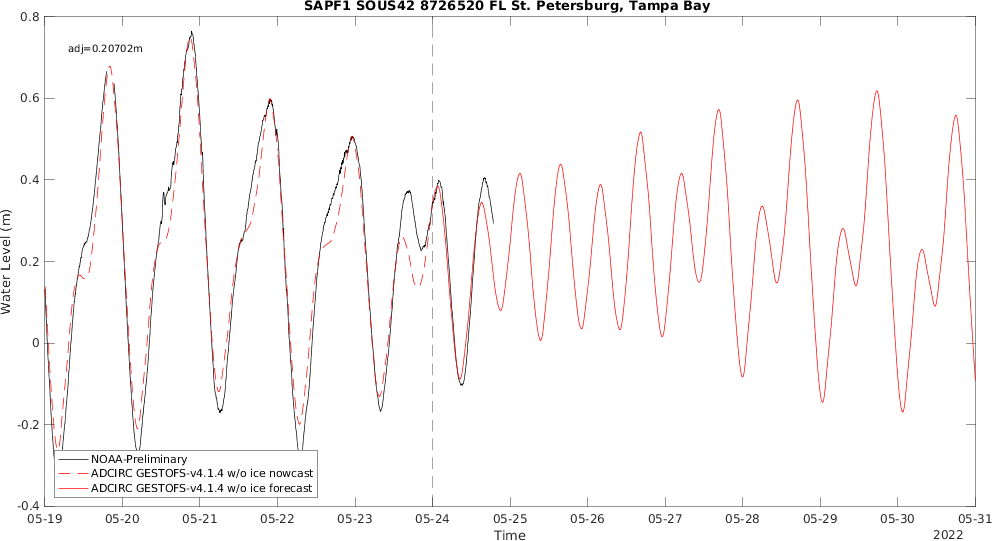 SAPF1 SOUS42 8726520 FL St. Petersburg, Tampa Bay
adj=0.20702m
0.8
0.6
0.4
0.2
0
-0.2
-0.4
Water Level (m)
NOAA-Preliminary
ADCIRC GESTOFS-v4.1.4 w/o ice nowcast
ADCIRC GESTOFS-v4.1.4 w/o ice forecast
05-19 05-20 05-21 05-22 05-23 05-24 05-25 05-26 05-27 05-28 05-29 05-30 05-31
Time
2022